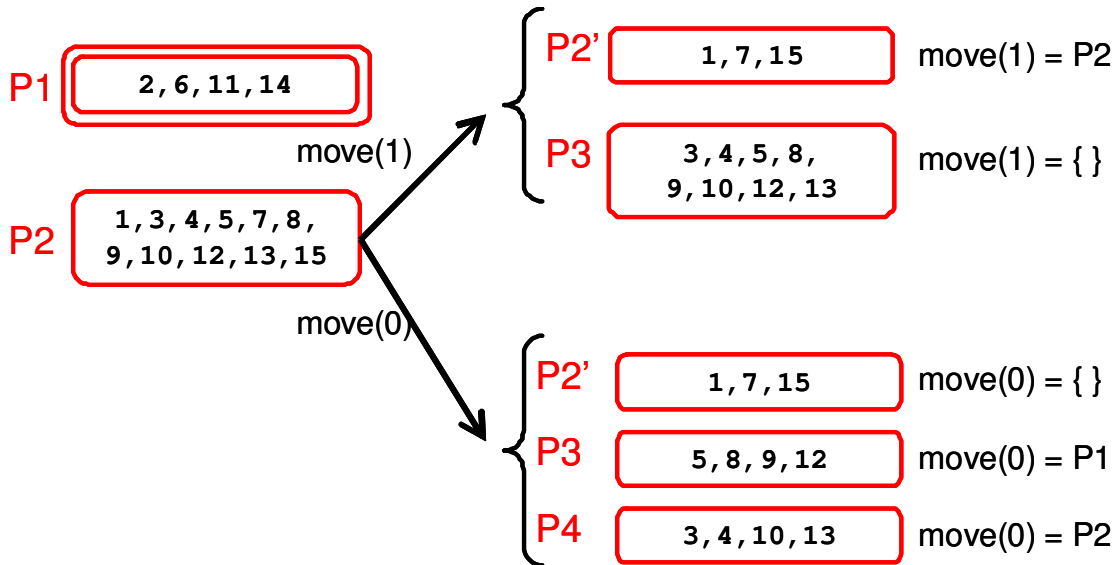 P1
2,6,11,14
P2
1,3,4,5,7,8,
9,10,12,13,15
move(1)
move(0)
P2’
1,7,15
move(1) = P2
P3
3,4,5,8,
9,10,12,13
move(1) = { }
P2’
1,7,15
move(0) = { }
P3
5,8,9,12
move(0) = P1
P4
3,4,10,13
move(0) = P2